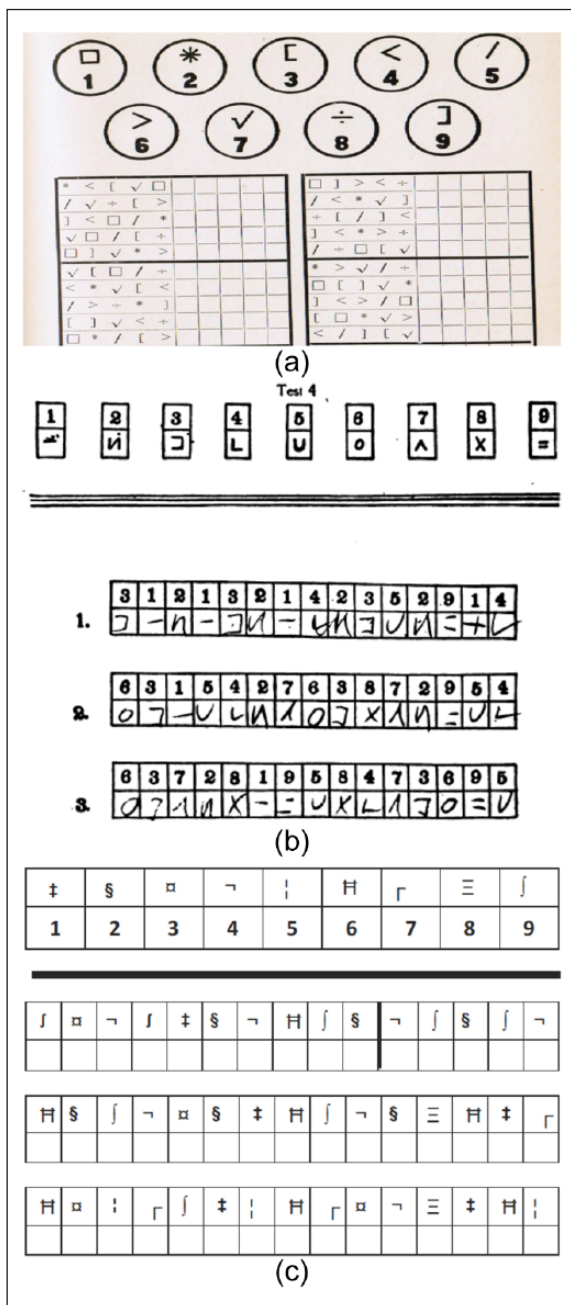 □ * [ < /
1 2 3 4 5
> √ ÷ ]
6 7 8 9
* < [ √ □ □ ] > < ÷
/ √ ÷ [ > / < * √ ]
] < □ / * ÷ [ / ] <
√ □ / [ ÷ ] < * > ÷
□ ] √ * > / ÷ □ [ √
√ [ □ / ÷ * > √ / ÷
< * √ [ < □ [ ] √ *
/ > ÷ * ] ] < > / □
[ ] √ < ÷ [ □ * √ >
□ * / [ > < / ] [ √
(a)
Test 4
1 2 3 4 5 6 7 8 9
И ⊐ L U O ʌ X =
3 1 2 1 3 2 1 4 2 3 5 2 9 1 4
1.
6 3 1 5 4 2 7 6 3 8 7 2 9 5 4
2.
6 3 7 2 8 1 9 5 8 4 7 3 6 9 5
3.
(b)
‡ § ¤ ¬ ¦ Ħ ┌ Ξ ∫
1 2 3 4 5 6 7 8 9
∫ ¤ ¬ ∫ ‡ § ¬ Ħ ∫ § ¬ ∫ § ∫ ¬
Ħ § ∫ ¬ ¤ § ‡ Ħ ∫ ¬ § Ξ Ħ ‡ ┌
Ħ ¤ ¦ ┌ ∫ ‡ ¦ Ħ ┌ ¤ ¬ Ξ ‡ Ħ ¦
(c)